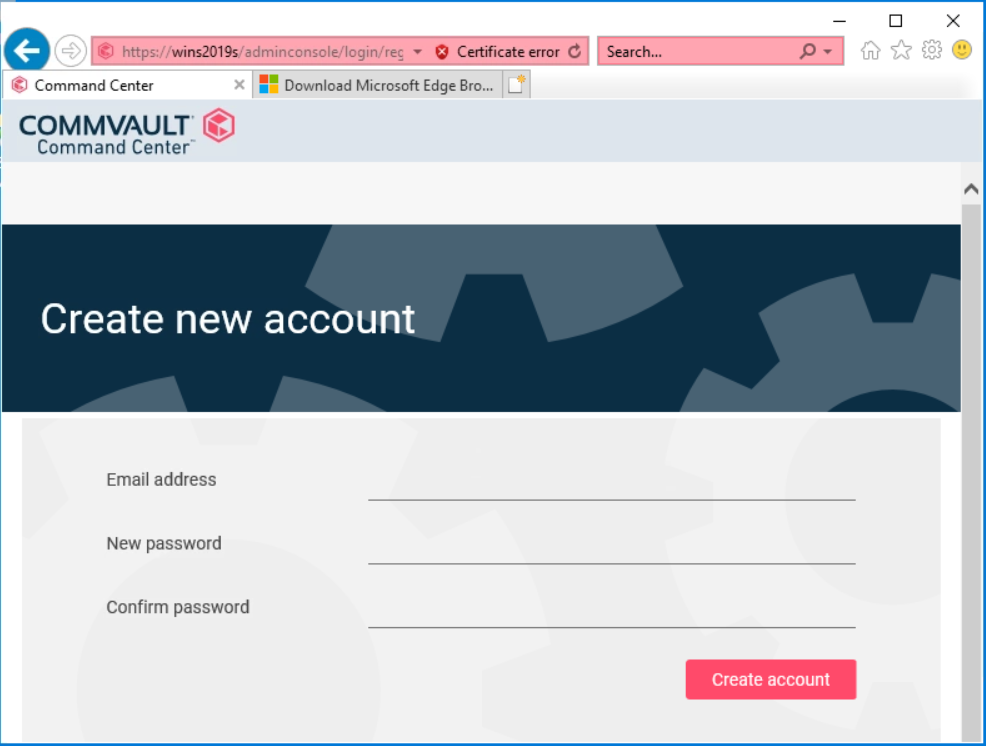 https://wins2019s/adminconsole/login/reg
Certificate error
Search...
Command Center
Download Microsoft Edge Bro...
COMMVAULT
Command Center™
Create new account
Email address
New password
Confirm password
Create account